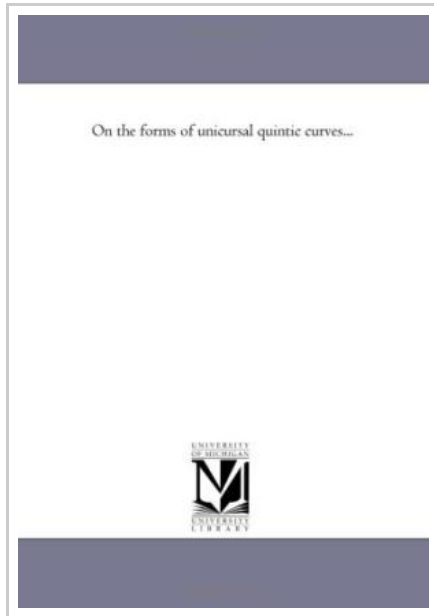 On the forms of unicursal quintic curves...
UNIVERSITY
OF MICHIGAN
UNIVERSITY
LIBRARY